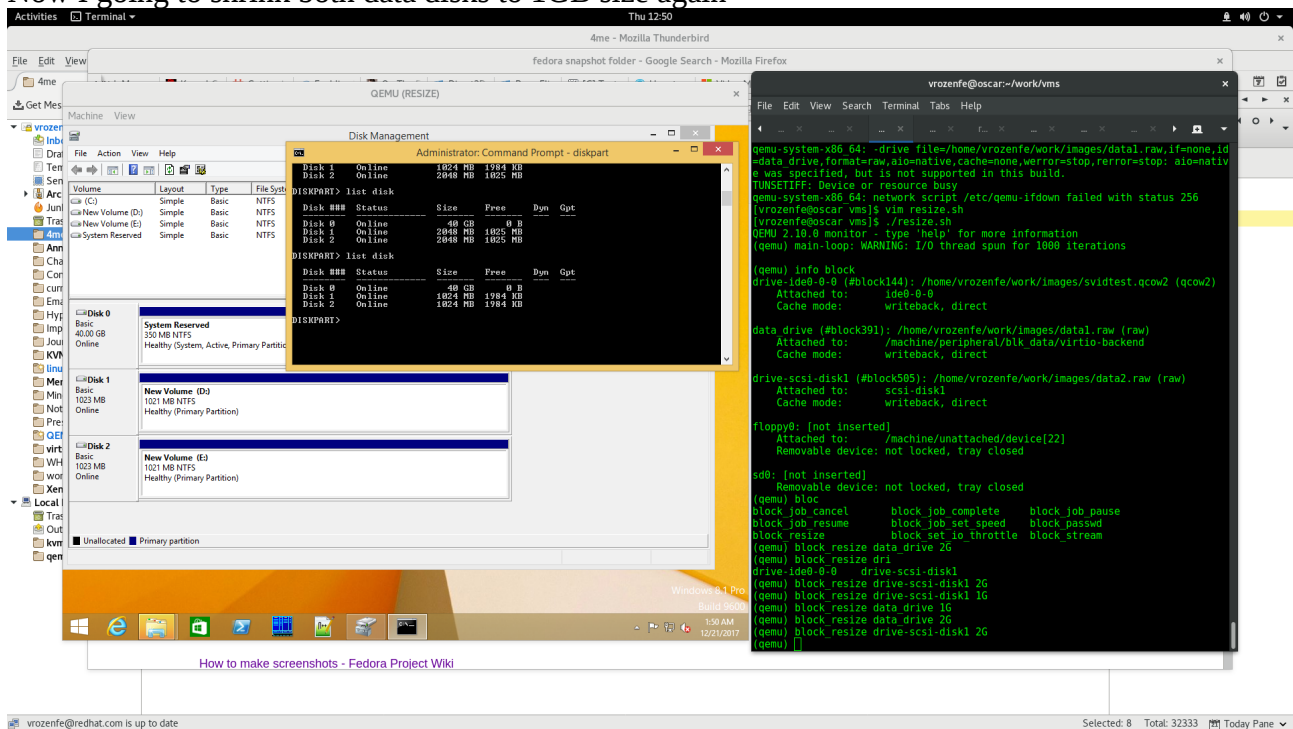 Now I going to shrink both data disks to 1GB size again
Activities Terminal Thu 12:50
4me - Mozilla Thunderbird
File Edit View
fedora snapshot folder - Google Search - Mozilla Firefox
4me
Get Mes
QEMU (RESIZE)
Machine View
Disk Management
File Action View Help
Volume Layout Type File Syste
(C:) Simple Basic NTFS
New Volume (D:) Simple Basic NTFS
New Volume (E:) Simple Basic NTFS
System Reserved Simple Basic NTFS
Disk 0
Basic
40.00 GB
Online
System Reserved
350 MB NTFS
Healthy (System, Active, Primary Partitic
Disk 1
Basic
1023 MB
Online
New Volume (D:)
1021 MB NTFS
Healthy (Primary Partition)
Disk 2
Basic
1023 MB
Online
New Volume (E:)
1021 MB NTFS
Healthy (Primary Partition)
Unallocated Primary partition
Administrator: Command Prompt - diskpart
Disk 1 Online 1024 MB 1984 KB
Disk 2 Online 2048 MB 1025 MB
DISKPART> list disk
Disk ### Status Size Free Dyn Gpt
Disk 0 Online 40 GB 0 B
Disk 1 Online 2048 MB 1025 MB
Disk 2 Online 2048 MB 1025 MB
DISKPART> list disk
Disk ### Status Size Free Dyn Gpt
Disk 0 Online 40 GB 0 B
Disk 1 Online 1024 MB 1984 KB
Disk 2 Online 1024 MB 1984 KB
DISKPART>
Windows 8.1 Pro
Build 9600
1:50 AM
12/21/2017
vrozenfe@oscar:~/work/vms
File Edit View Search Terminal Tabs Help
qemu-system-x86_64: -drive file=/home/vrozenfe/work/images/data1.raw,if=none,id
=data_drive,format=raw,aio=native,cache=none,werror=stop,rerror=stop: aio=nativ
e was specified, but is not supported in this build.
TUNSETIFF: Device or resource busy
qemu-system-x86_64: network script /etc/qemu-ifdown failed with status 256
[vrozenfe@oscar vms]$ vim resize.sh
[vrozenfe@oscar vms]$ ./resize.sh
QEMU 2.10.0 monitor - type 'help' for more information
(qemu) main-loop: WARNING: I/O thread spun for 1000 iterations
(qemu) info block
drive-ide0-0-0 (#block144): /home/vrozenfe/work/images/svidtest.qcow2 (qcow2)
Attached to: ide0-0-0
Cache mode: writeback, direct
data_drive (#block391): /home/vrozenfe/work/images/data1.raw (raw)
Attached to: /machine/peripheral/blk_data/virtio-backend
Cache mode: writeback, direct
drive-scsi-disk1 (#block505): /home/vrozenfe/work/images/data2.raw (raw)
Attached to: scsi-disk1
Cache mode: writeback, direct
floppy0: [not inserted]
Attached to: /machine/unattached/device[22]
Removable device: not locked, tray closed
sd0: [not inserted]
Removable device: not locked, tray closed
(qemu) bloc
block_job_cancel block_job_complete block_job_pause
block_job_resume block_job_set_speed block_passwd
block_resize block_set_io_throttle block_stream
(qemu) block_resize data_drive 2G
(qemu) block_resize dri
drive-ide0-0-0 drive-scsi-disk1
(qemu) block_resize drive-scsi-disk1 2G
(qemu) block_resize drive-scsi-disk1 1G
(qemu) block_resize data_drive 1G
(qemu) block_resize data_drive 2G
(qemu) block_resize drive-scsi-disk1 2G
(qemu)
How to make screenshots - Fedora Project Wiki
vrozenfe@redhat.com is up to date Selected: 8 Total: 32333 Today Pane